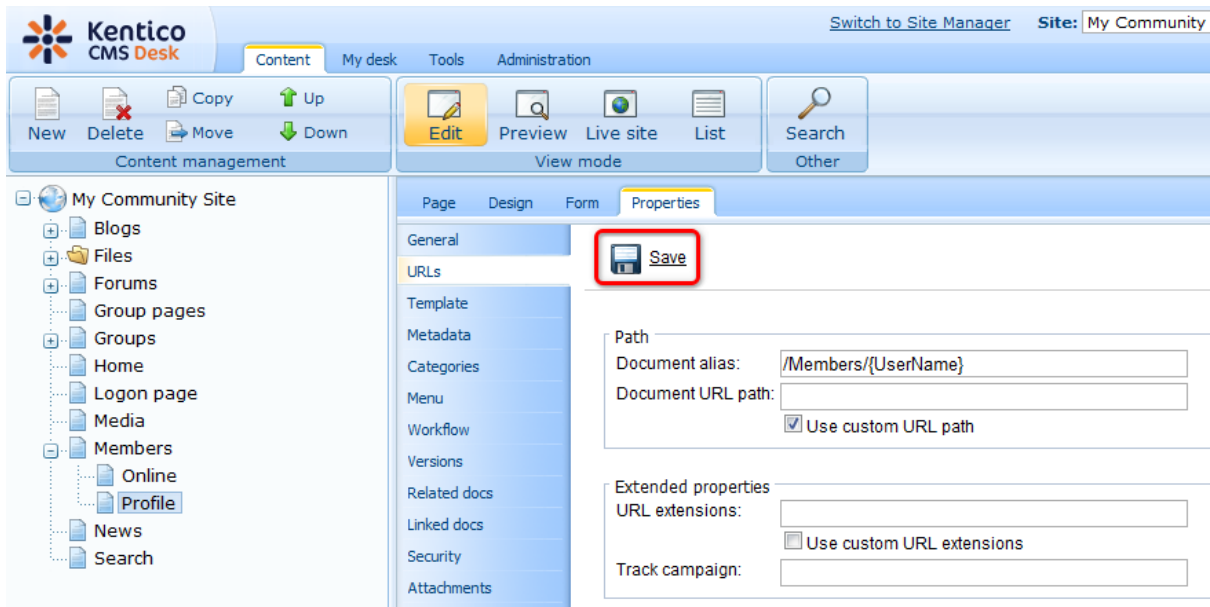 Kentico
CMS Desk
Switch to Site Manager Site: My Community
Content My desk Tools Administration
New Delete Copy Move Up Down
Content management
Edit Preview Live site List
View mode
Search
Other
My Community Site
Blogs
Files
Forums
Group pages
Groups
Home
Logon page
Media
Members
Online
Profile
News
Search
Page Design Form Properties
General
URLs
Template
Metadata
Categories
Menu
Workflow
Versions
Related docs
Linked docs
Security
Attachments
Save
Path
Document alias: /Members/{UserName}
Document URL path:
Use custom URL path
Extended properties
URL extensions:
Use custom URL extensions
Track campaign: